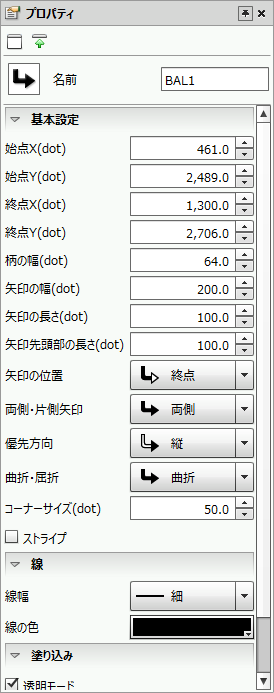 プロパティ
名前 BAL1
基本設定
始点X(dot) 461.0
始点Y(dot) 2,489.0
終点X(dot) 1,300.0
終点Y(dot) 2,706.0
柄の幅(dot) 64.0
矢印の幅(dot) 200.0
矢印の長さ(dot) 100.0
矢印先頭部の長さ(dot) 100.0
矢印の位置 終点
両側・片側矢印 両側
優先方向 縦
曲折・屈折 曲折
コーナーサイズ(dot) 50.0
ストライプ
線
線幅 細
線の色
塗り込み
透明モード